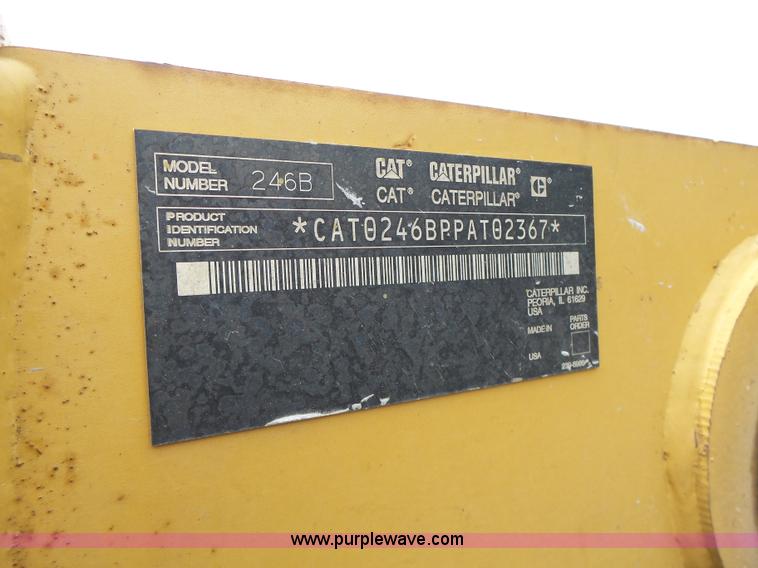 MODEL NUMBER 246B
CAT® CATERPILLAR® C®
CAT® CATERPILLAR®
PRODUCT IDENTIFICATION NUMBER
*CAT0246BPPAT02367*
CATERPILLAR INC.
PEORIA, IL 61629
USA
MADE IN
PARTS ORDER
USA
www.purplewave.com